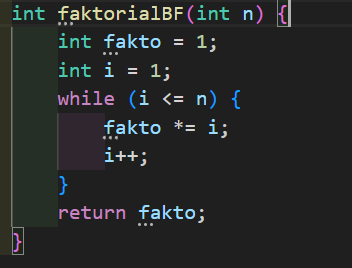 int faktorialBF(int n) {
    int fakto = 1;
    int i = 1;
    while (i <= n) {
        fakto *= i;
        i++;
    }
    return fakto;
}